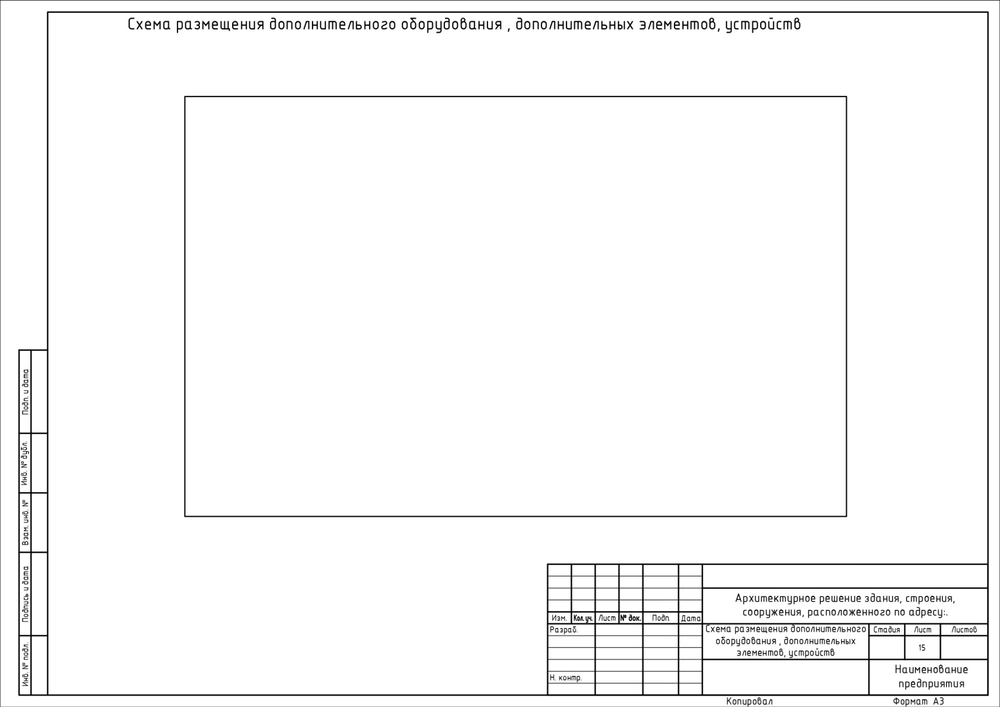 Схема размещения дополнительного оборудования , дополнительных элементов, устройств
Подп. и дата
Инв. № дубл.
Взам. инв. №
Подпись и дата
Инв. № подл.
Архитектурное решение здания, строения,
сооружения, расположенного по адресу:.
Изм. Кол.уч. Лист № док. Подп. Дата
Разраб.
Н. контр.
Схема размещения дополнительного
оборудования , дополнительных
элементов, устройств
Стадия Лист Листов
15
Наименование
предприятия
Копировал Формат А3